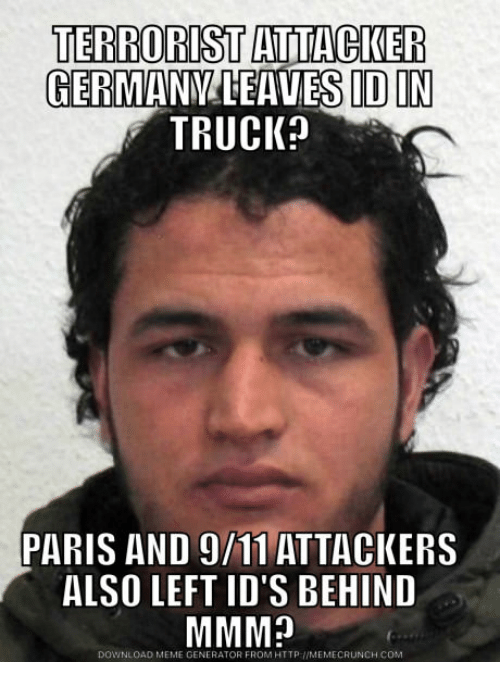 TERRORIST ATTACKER
GERMANY LEAVES ID IN
TRUCK?
PARIS AND 9/11 ATTACKERS
ALSO LEFT ID'S BEHIND
MMM?
DOWNLOAD MEME GENERATOR FROM HTTP://MEMECRUNCH.COM